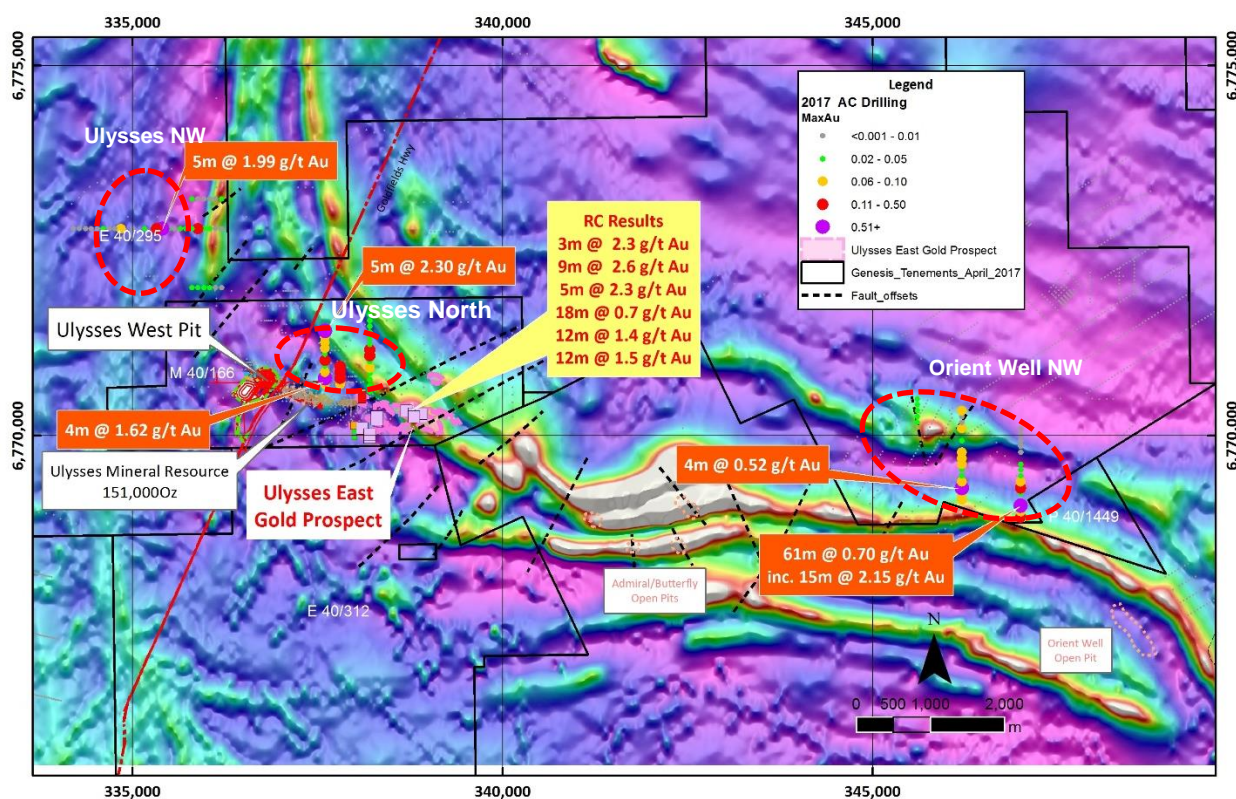 335,000
340,000
345,000
6,775,000
6,775,000
Legend
2017 AC Drilling
MaxAu
<0.001 - 0.01
0.02 - 0.05
0.06 - 0.10
0.11 - 0.50
0.51+
Ulysses East Gold Prospect
Genesis_Tenements_April_2017
Fault_offsets
Ulysses NW
5m @ 1.99 g/t Au
Goldfields Hwy
E 40/295
RC Results
3m @ 2.3 g/t Au
9m @ 2.6 g/t Au
5m @ 2.3 g/t Au
18m @ 0.7 g/t Au
12m @ 1.4 g/t Au
12m @ 1.5 g/t Au
5m @ 2.30 g/t Au
Ulysses North
Ulysses West Pit
M 40/166
Orient Well NW
6,770,000
6,770,000
4m @ 1.62 g/t Au
4m @ 0.52 g/t Au
Ulysses Mineral Resource
151,000Oz
Ulysses East
Gold Prospect
P 40/1449
61m @ 0.70 g/t Au
inc. 15m @ 2.15 g/t Au
Admiral/Butterfly
Open Pits
E 40/312
N
Orient Well
Open Pit
0 500 1,000 2,000
m
335,000
340,000
345,000